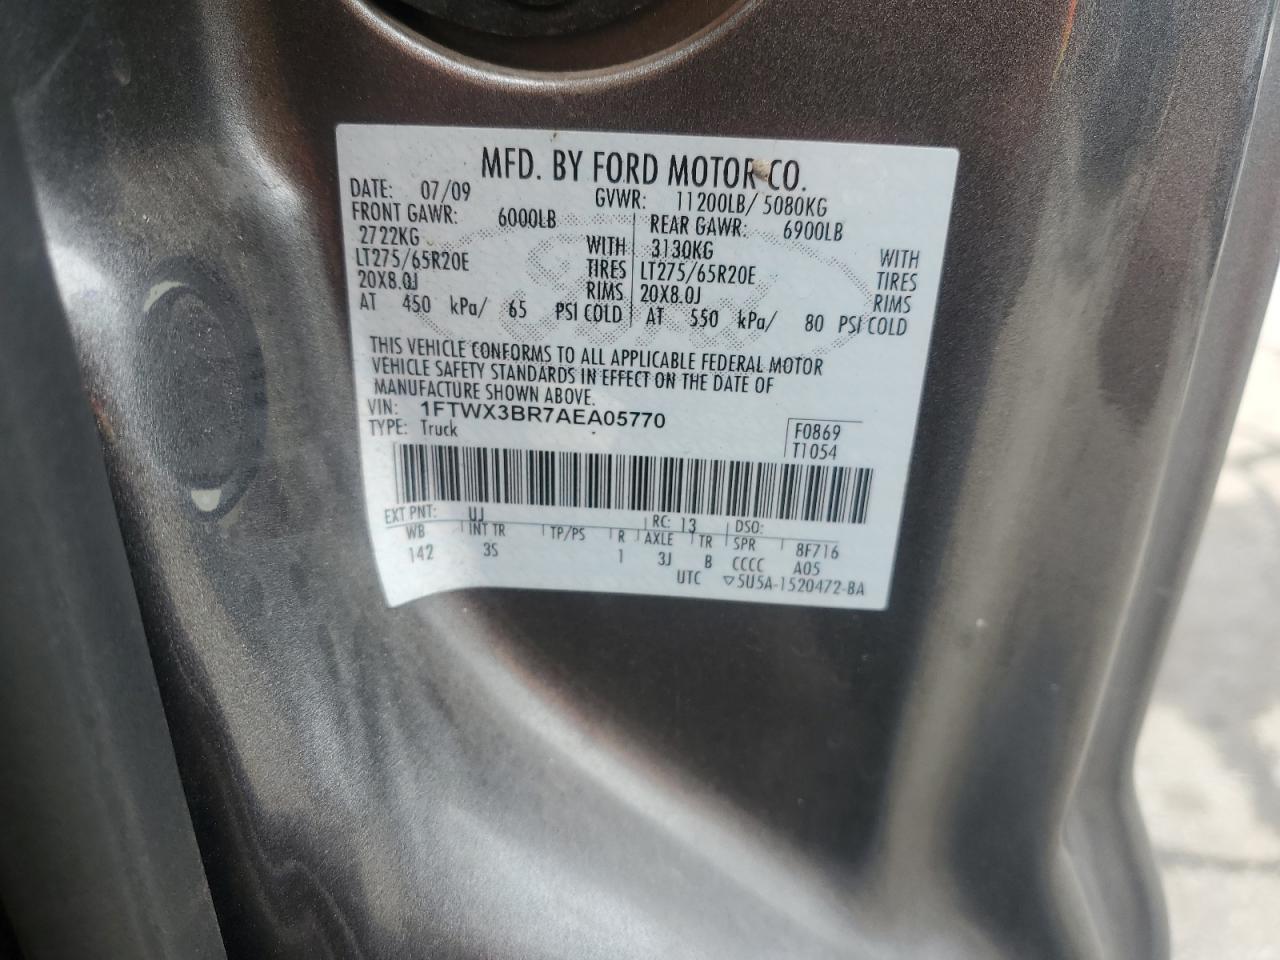 MFD. BY FORD MOTOR CO.
DATE: 07/09 GVWR: 11200LB/ 5080KG
FRONT GAWR: 6000LB REAR GAWR: 6900LB
2722KG WITH 3130KG WITH
LT275/65R20E TIRES LT275/65R20E TIRES
20X8.0J RIMS 20X8.0J RIMS
AT 450 kPa/ 65 PSI COLD AT 550 kPa/ 80 PSI COLD
THIS VEHICLE CONFORMS TO ALL APPLICABLE FEDERAL MOTOR
VEHICLE SAFETY STANDARDS IN EFFECT ON THE DATE OF
MANUFACTURE SHOWN ABOVE.
VIN: 1FTWX3BR7AEA05770 F0869
TYPE: Truck T1054
EXT PNT: UJ RC: 13 DSO:
WB INT TR TP/PS R AXLE TR SPR 8F716
142 3S 1 3J B CCCC A05
UTC ▽5U5A-1520472-BA